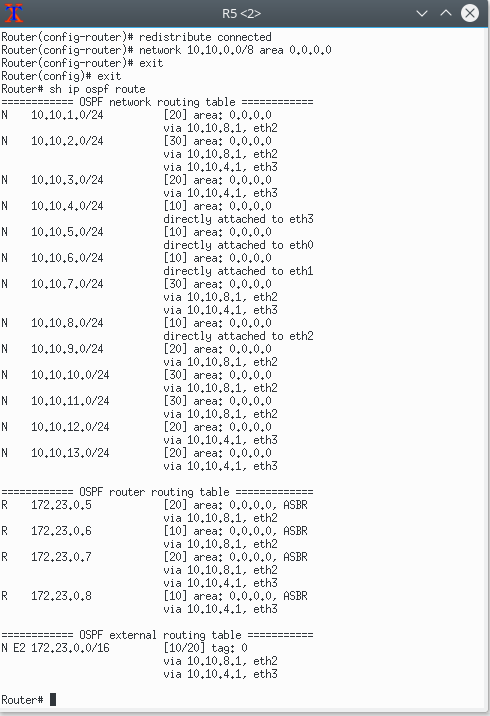 R5 <2>
Router(config-router)# redistribute connected
Router(config-router)# network 10.10.0.0/8 area 0.0.0.0
Router(config-router)# exit
Router(config)# exit
Router# sh ip ospf route
============ OSPF network routing table ============
N    10.10.1.0/24          [20] area: 0.0.0.0
                           via 10.10.8.1, eth2
N    10.10.2.0/24          [30] area: 0.0.0.0
                           via 10.10.8.1, eth2
                           via 10.10.4.1, eth3
N    10.10.3.0/24          [20] area: 0.0.0.0
                           via 10.10.4.1, eth3
N    10.10.4.0/24          [10] area: 0.0.0.0
                           directly attached to eth3
N    10.10.5.0/24          [10] area: 0.0.0.0
                           directly attached to eth0
N    10.10.6.0/24          [10] area: 0.0.0.0
                           directly attached to eth1
N    10.10.7.0/24          [30] area: 0.0.0.0
                           via 10.10.8.1, eth2
                           via 10.10.4.1, eth3
N    10.10.8.0/24          [10] area: 0.0.0.0
                           directly attached to eth2
N    10.10.9.0/24          [20] area: 0.0.0.0
                           via 10.10.8.1, eth2
N    10.10.10.0/24         [30] area: 0.0.0.0
                           via 10.10.8.1, eth2
N    10.10.11.0/24         [30] area: 0.0.0.0
                           via 10.10.8.1, eth2
N    10.10.12.0/24         [20] area: 0.0.0.0
                           via 10.10.4.1, eth3
N    10.10.13.0/24         [20] area: 0.0.0.0
                           via 10.10.4.1, eth3

============ OSPF router routing table =============
R    172.23.0.5            [20] area: 0.0.0.0, ASBR
                           via 10.10.8.1, eth2
R    172.23.0.6            [10] area: 0.0.0.0, ASBR
                           via 10.10.8.1, eth2
R    172.23.0.7            [20] area: 0.0.0.0, ASBR
                           via 10.10.8.1, eth2
                           via 10.10.4.1, eth3
R    172.23.0.8            [10] area: 0.0.0.0, ASBR
                           via 10.10.4.1, eth3

============ OSPF external routing table ===========
N E2 172.23.0.0/16         [10/20] tag: 0
                           via 10.10.8.1, eth2
                           via 10.10.4.1, eth3

Router#